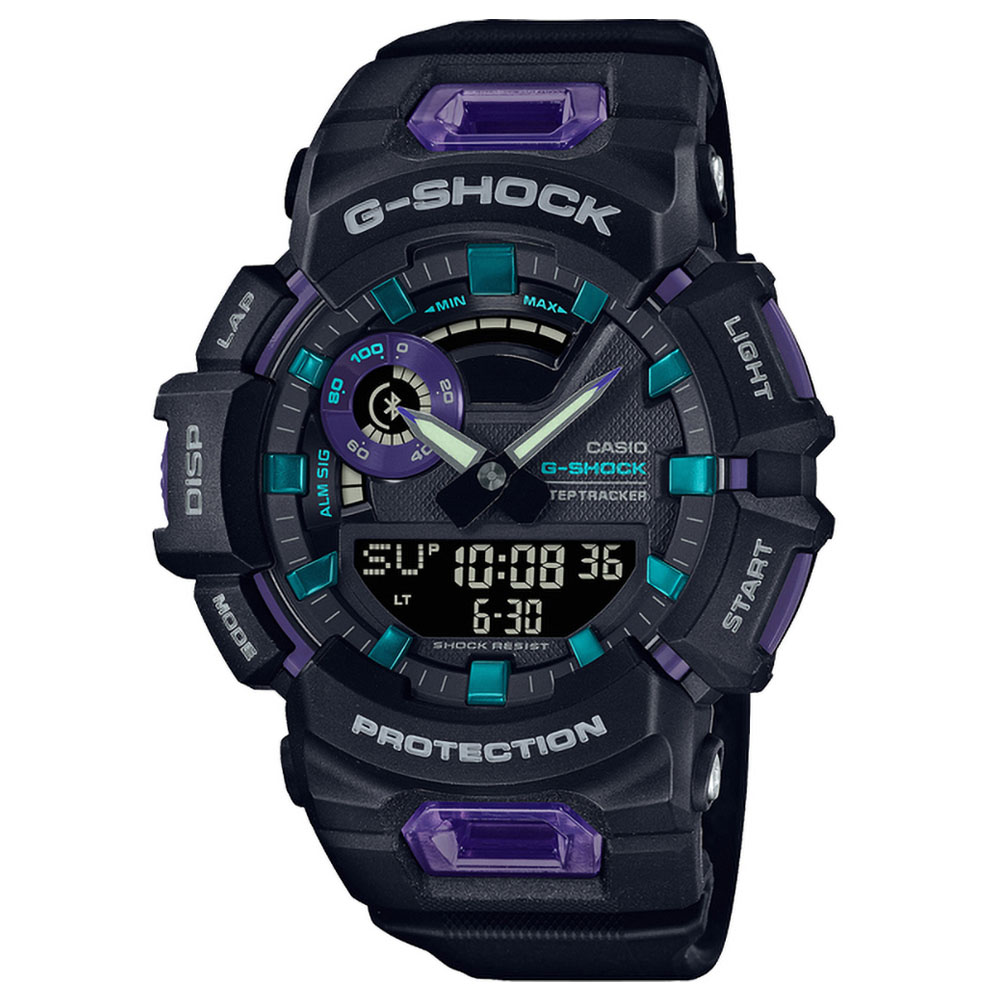 G-SHOCK
MIN MAX
LAP
LIGHT
100 0
80 20
60 40
DISP
ALM SIG
CASIO
G-SHOCK
TEPTRACKER
SU P 10:08 36
LT 6-30
SHOCK RESIST
MODE
START
PROTECTION